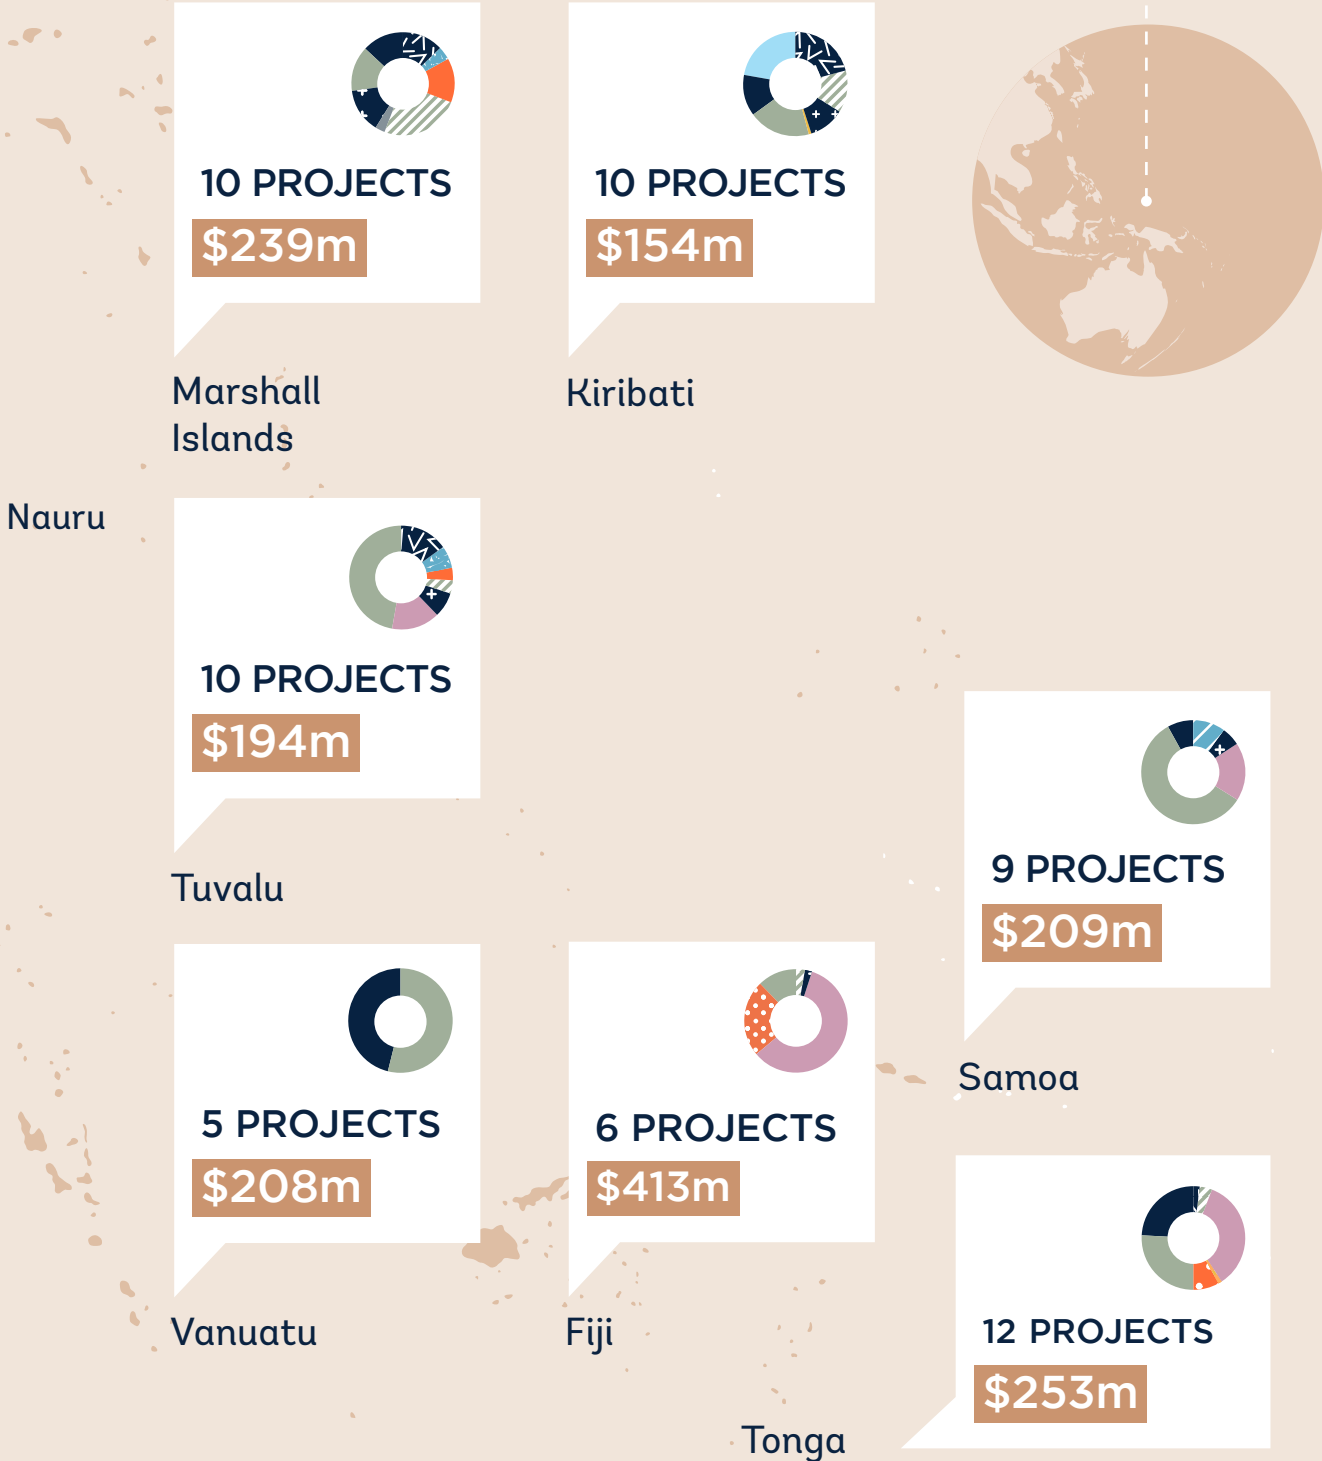 10 PROJECTS
$239m
Marshall
Islands
10 PROJECTS
$154m
Kiribati
Nauru
10 PROJECTS
$194m
Tuvalu
9 PROJECTS
$209m
Samoa
5 PROJECTS
$208m
Vanuatu
6 PROJECTS
$413m
Fiji
12 PROJECTS
$253m
Tonga